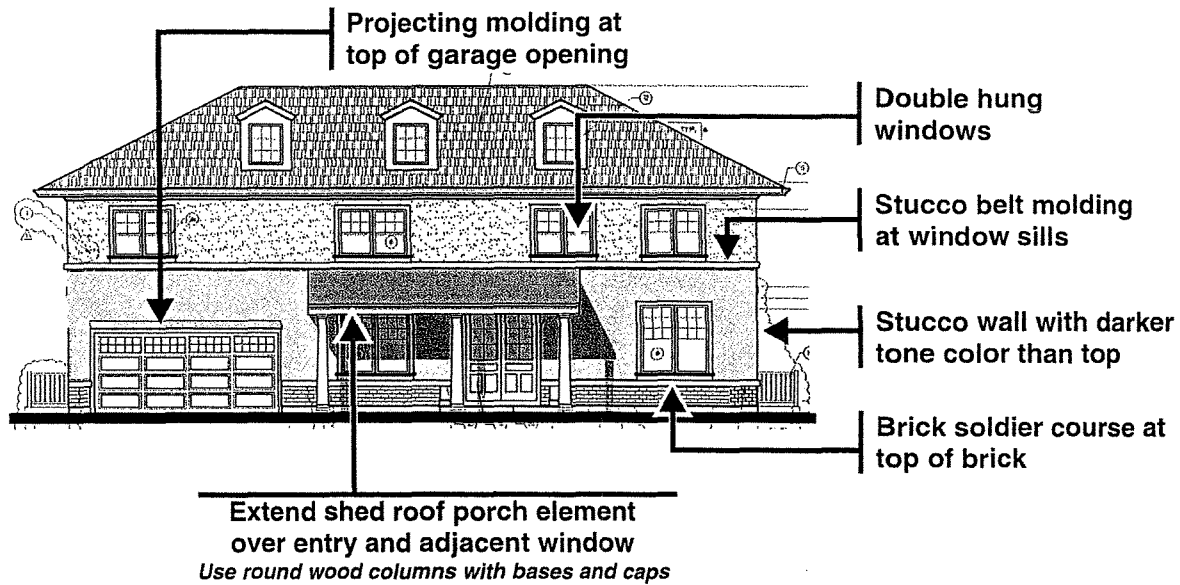 Projecting molding at
top of garage opening
Double hung
windows
Stucco belt molding
at window sills
Stucco wall with darker
tone color than top
Brick soldier course at
top of brick
Extend shed roof porch element
over entry and adjacent window
Use round wood columns with bases and caps